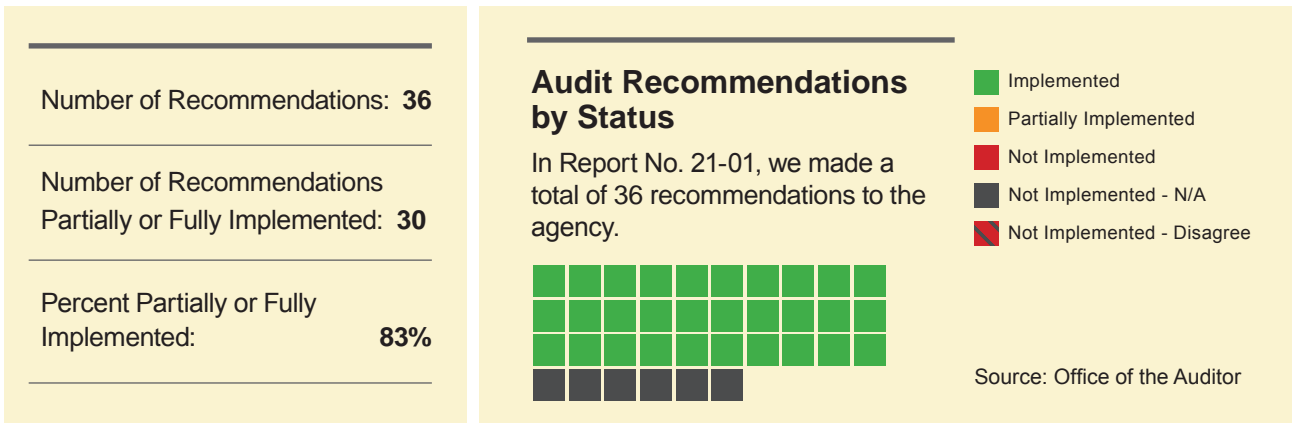 Number of Recommendations: 36
Number of Recommendations
Partially or Fully Implemented: 30
Percent Partially or Fully
Implemented: 83%
Audit Recommendations
by Status
In Report No. 21-01, we made a
total of 36 recommendations to the
agency.
Implemented
Partially Implemented
Not Implemented
Not Implemented - N/A
Not Implemented - Disagree
Source: Office of the Auditor